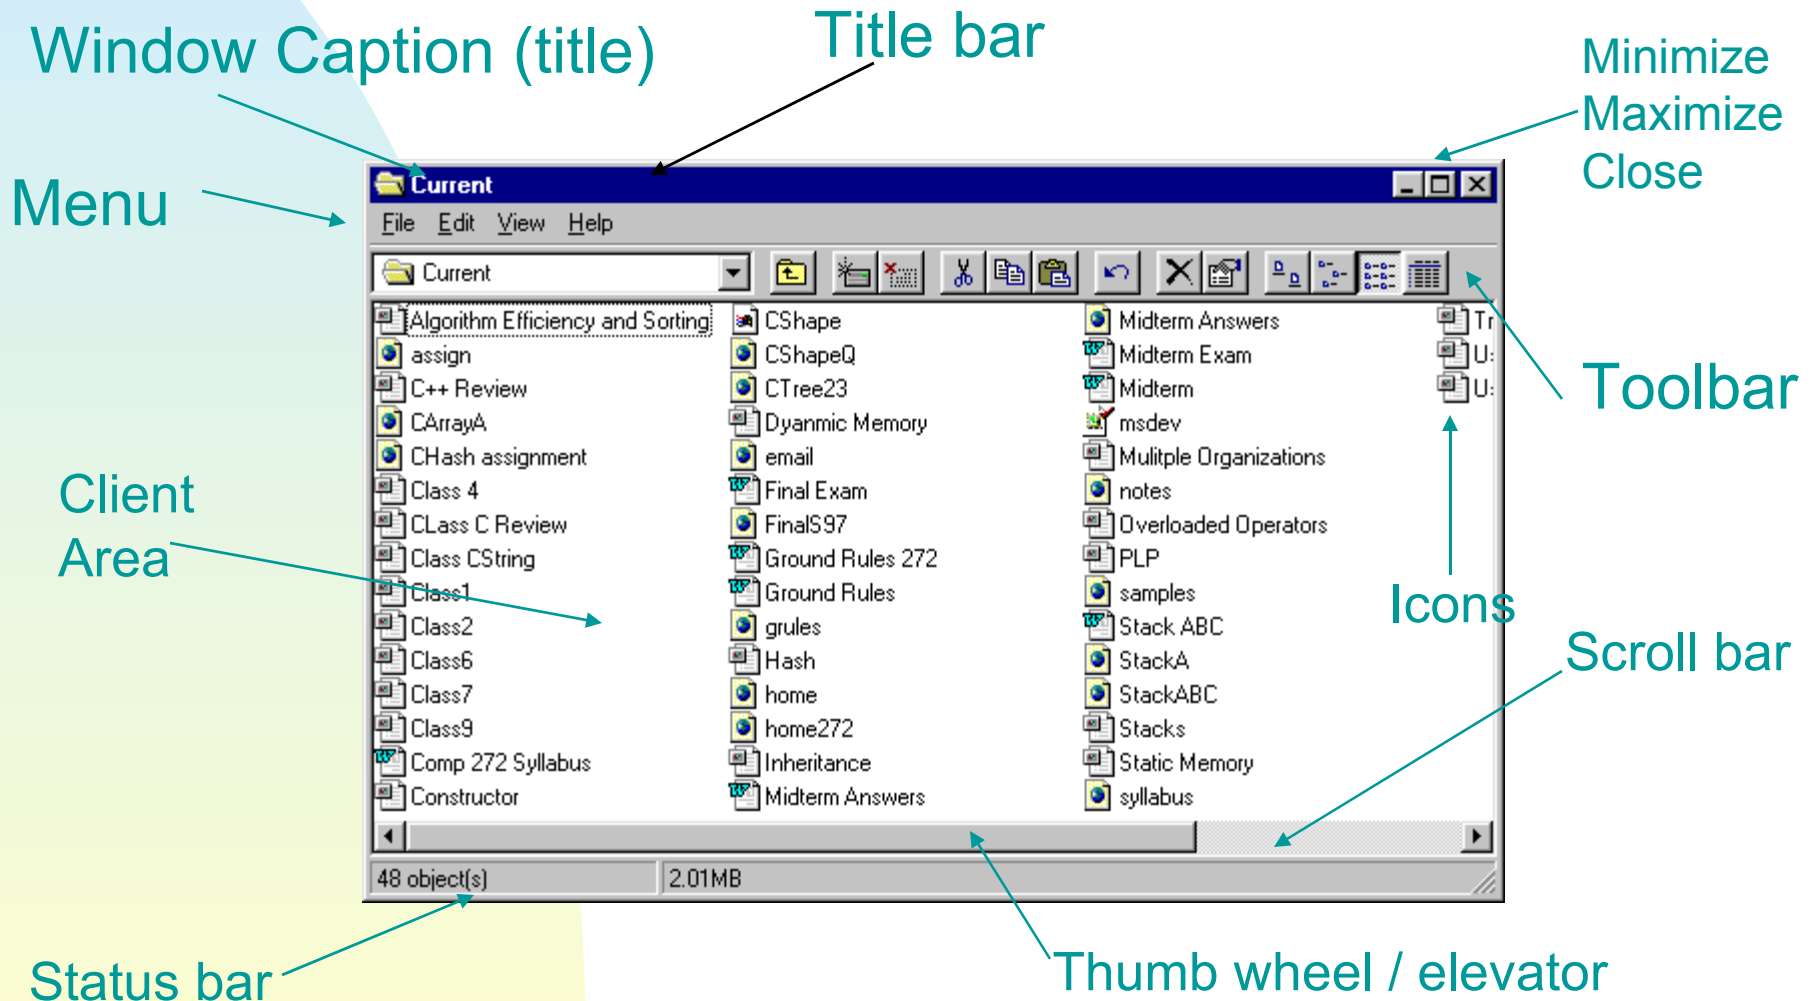 Window Caption (title)
Title bar
Minimize
Maximize
Close
Menu
Current
File Edit View Help
Current
Toolbar
Algorithm Efficiency and Sorting
assign
C++ Review
CArrayA
CHash assignment
Class 4
CLass C Review
Class CString
Class1
Class2
Class6
Class7
Class9
Comp 272 Syllabus
Constructor
CShape
CShapeQ
CTree23
Dyanmic Memory
email
Final Exam
FinalS97
Ground Rules 272
Ground Rules
grules
Hash
home
home272
Inheritance
Midterm Answers
Midterm Answers
Midterm Exam
Midterm
msdev
Mulitple Organizations
notes
Overloaded Operators
PLP
samples
Stack ABC
StackA
StackABC
Stacks
Static Memory
syllabus
Client
Area
Icons
Scroll bar
48 object(s)
2.01MB
Status bar
Thumb wheel / elevator